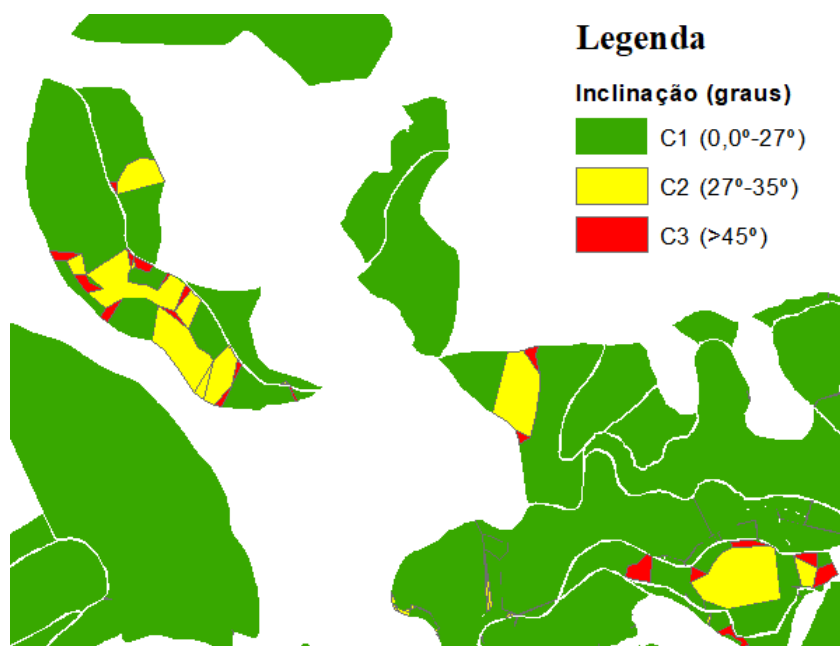 Legenda
Inclinação (graus)
C1 (0,0º-27º)
C2 (27º-35º)
C3 (>45º)